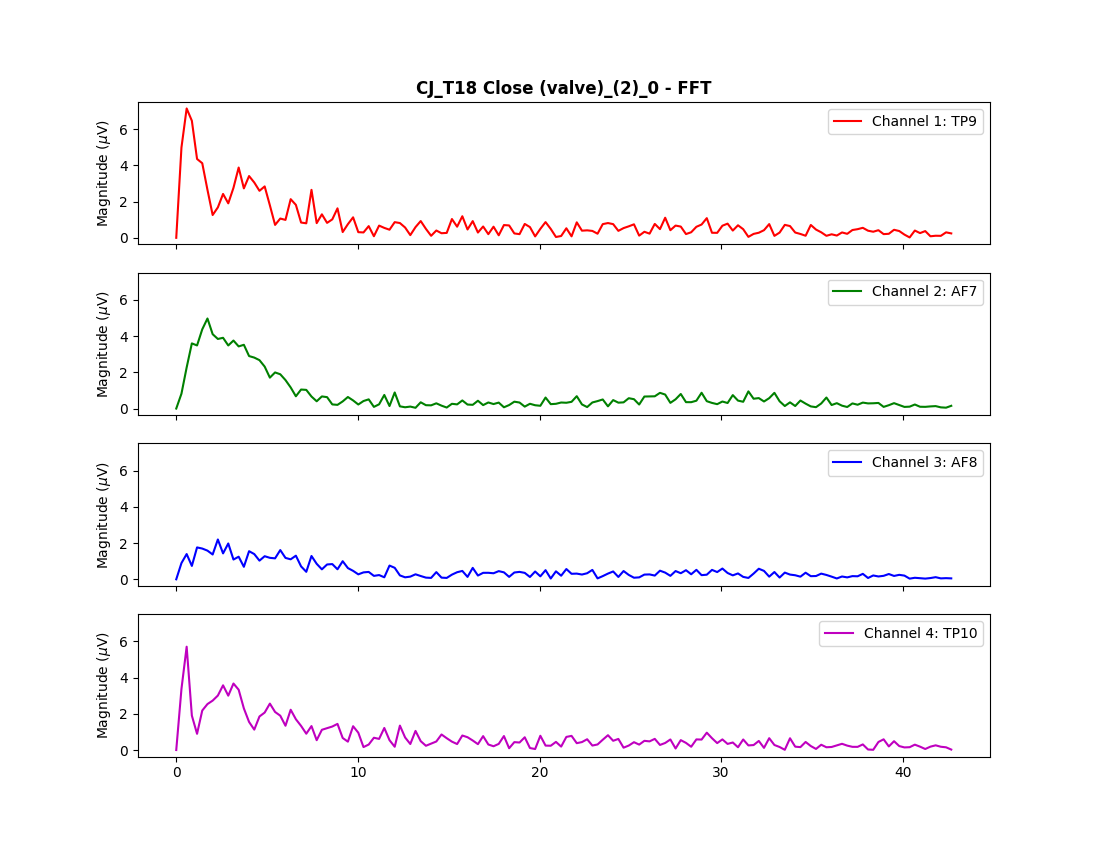 CJ_T18 Close (valve)_(2)_0 - FFT
Magnitude (μV)
6
4
2
0
Channel 1: TP9
Magnitude (μV)
6
4
2
0
Channel 2: AF7
Magnitude (μV)
6
4
2
0
Channel 3: AF8
Magnitude (μV)
6
4
2
0
Channel 4: TP10
0 10 20 30 40